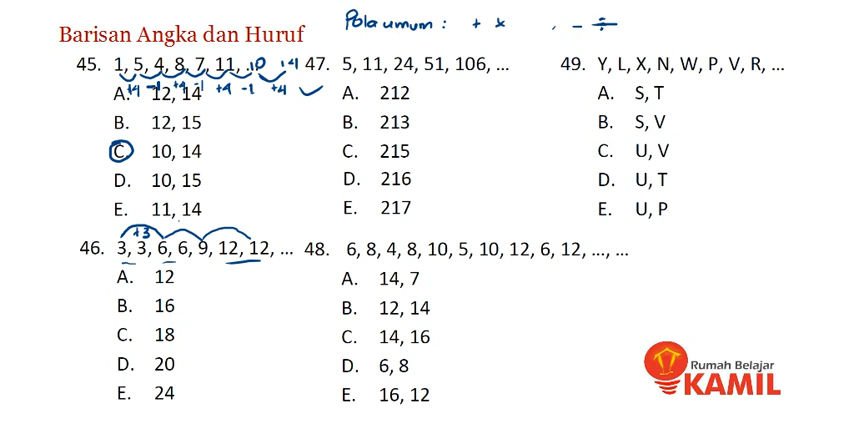 Barisan Angka dan Huruf
Pola umum : + × . - ÷
45. 1, 5, 4, 8, 7, 11, .10 14
+4 -1 +4 -1 +4 -1 +4
A. 12, 14
B. 12, 15
C. 10, 14
D. 10, 15
E. 11, 14
+3
46. 3, 3, 6, 6, 9, 12, 12, ...
A. 12
B. 16
C. 18
D. 20
E. 24
47. 5, 11, 24, 51, 106, ...
A. 212
B. 213
C. 215
D. 216
E. 217
48. 6, 8, 4, 8, 10, 5, 10, 12, 6, 12, ..., ...
A. 14, 7
B. 12, 14
C. 14, 16
D. 6, 8
E. 16, 12
49. Y, L, X, N, W, P, V, R, ...
A. S, T
B. S, V
C. U, V
D. U, T
E. U, P
Rumah Belajar
KAMIL